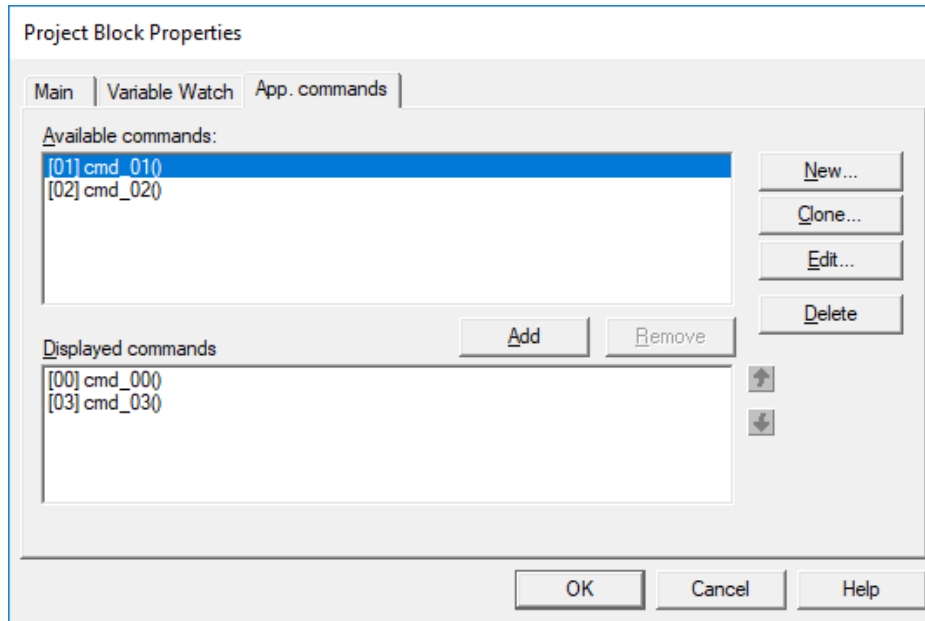 Project Block Properties
Main Variable Watch App. commands
Available commands:
[01] cmd_01()
[02] cmd_02()
New...
Clone...
Edit...
Delete
Add Remove
Displayed commands
[00] cmd_00()
[03] cmd_03()
OK Cancel Help